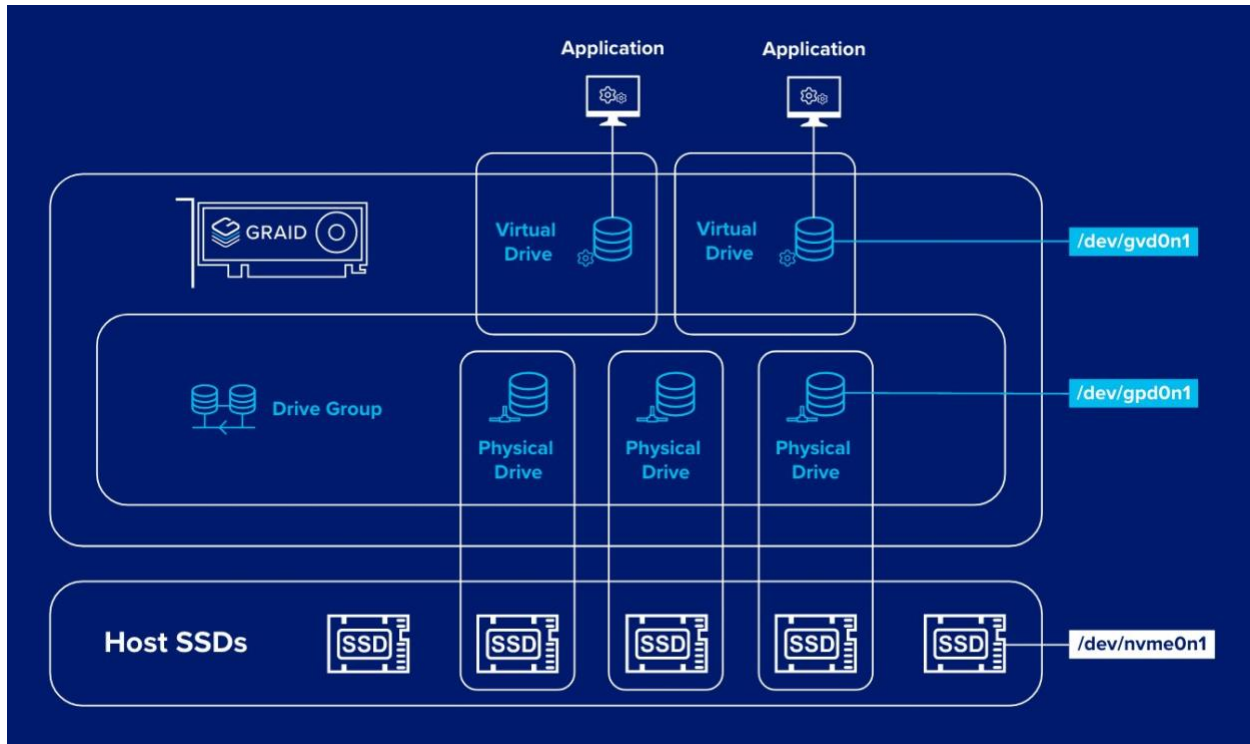 Application
Application
GRAID
Virtual
Drive
Virtual
Drive
/dev/gvd0n1
Drive Group
Physical
Drive
Physical
Drive
Physical
Drive
/dev/gpd0n1
Host SSDs
SSD
SSD
SSD
SSD
SSD
/dev/nvme0n1